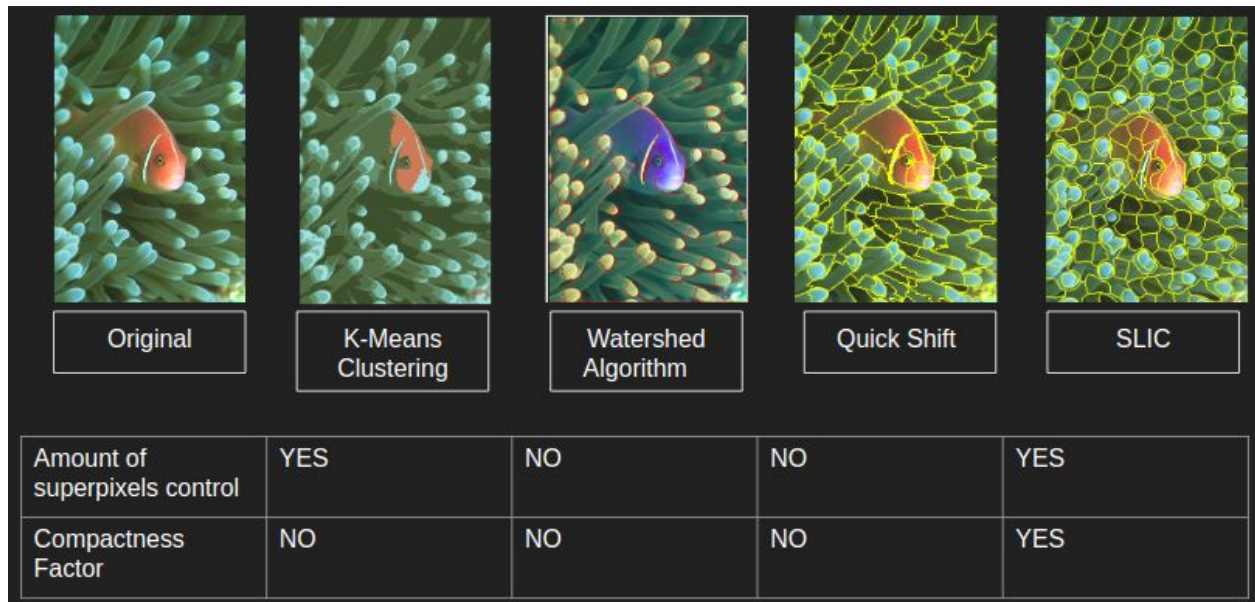 Original
K-Means
Clustering
Watershed
Algorithm
Quick Shift
SLIC
Amount of
superpixels control
YES
NO
NO
YES
Compactness
Factor
NO
NO
NO
YES